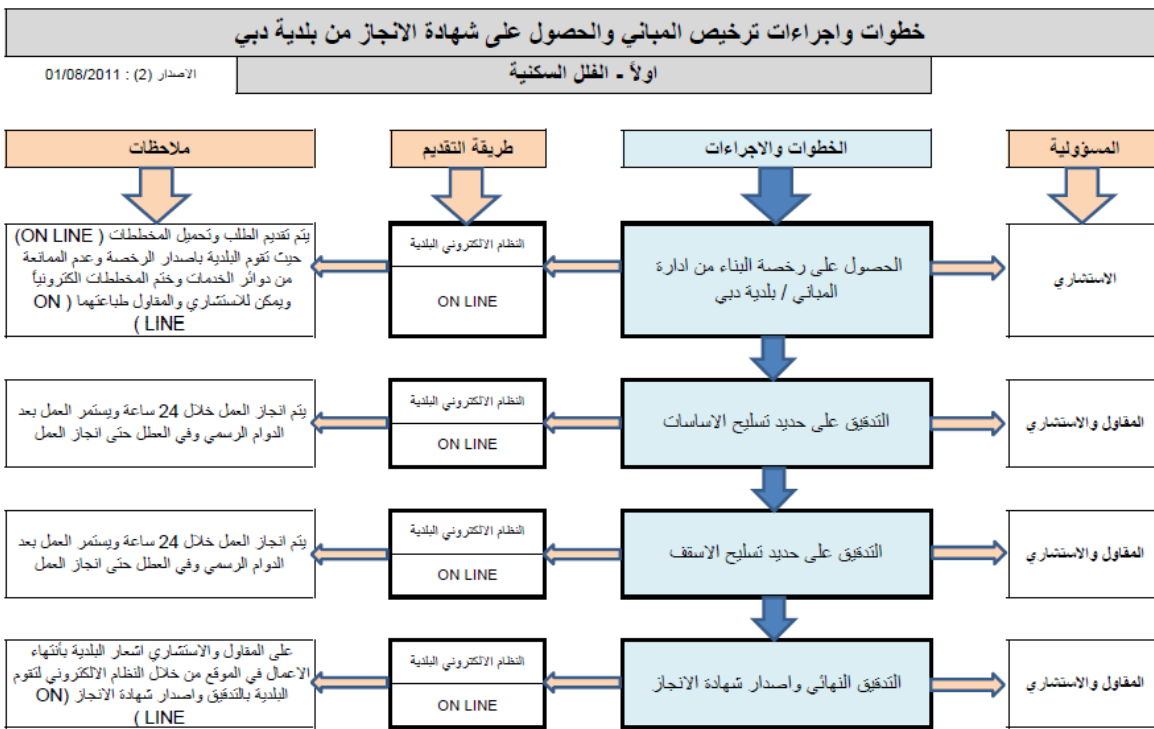 خطوات واجراءات ترخيص المباني والحصول على شهادة الانجاز من بلدية دبي
اولاً - الفلل السكنية
الاصدار (2) : 01/08/2011
المسؤولية
الخطوات والاجراءات
طريقة التقديم
ملاحظات
الاستشاري
الحصول على رخصة البناء من ادارة
المباني / بلدية دبي
النظام الالكتروني البلدية
ON LINE
يتم تقديم الطلب وتحميل المخططات ( ON LINE)
حيث تقوم البلدية باصدار الرخصة وعدم الممانعة
من دوائر الخدمات وختم المخططات الكترونياً
ويمكن للاستشاري والمقاول طباعتهما ( ON
LINE )
المقاول والاستشاري
التدقيق على حديد تسليح الاساسات
النظام الالكتروني البلدية
ON LINE
يتم انجاز العمل خلال 24 ساعة ويستمر العمل بعد
الدوام الرسمي وفي العطل حتى انجاز العمل
المقاول والاستشاري
التدقيق على حديد تسليح الاسقف
النظام الالكتروني البلدية
ON LINE
يتم انجاز العمل خلال 24 ساعة ويستمر العمل بعد
الدوام الرسمي وفي العطل حتى انجاز العمل
المقاول والاستشاري
التدقيق النهائي واصدار شهادة الانجاز
النظام الالكتروني البلدية
ON LINE
على المقاول والاستشاري اشعار البلدية بأنتهاء
الاعمال في الموقع من خلال النظام الالكتروني لتقوم
البلدية بالتدقيق واصدار شهادة الانجاز (ON
LINE )